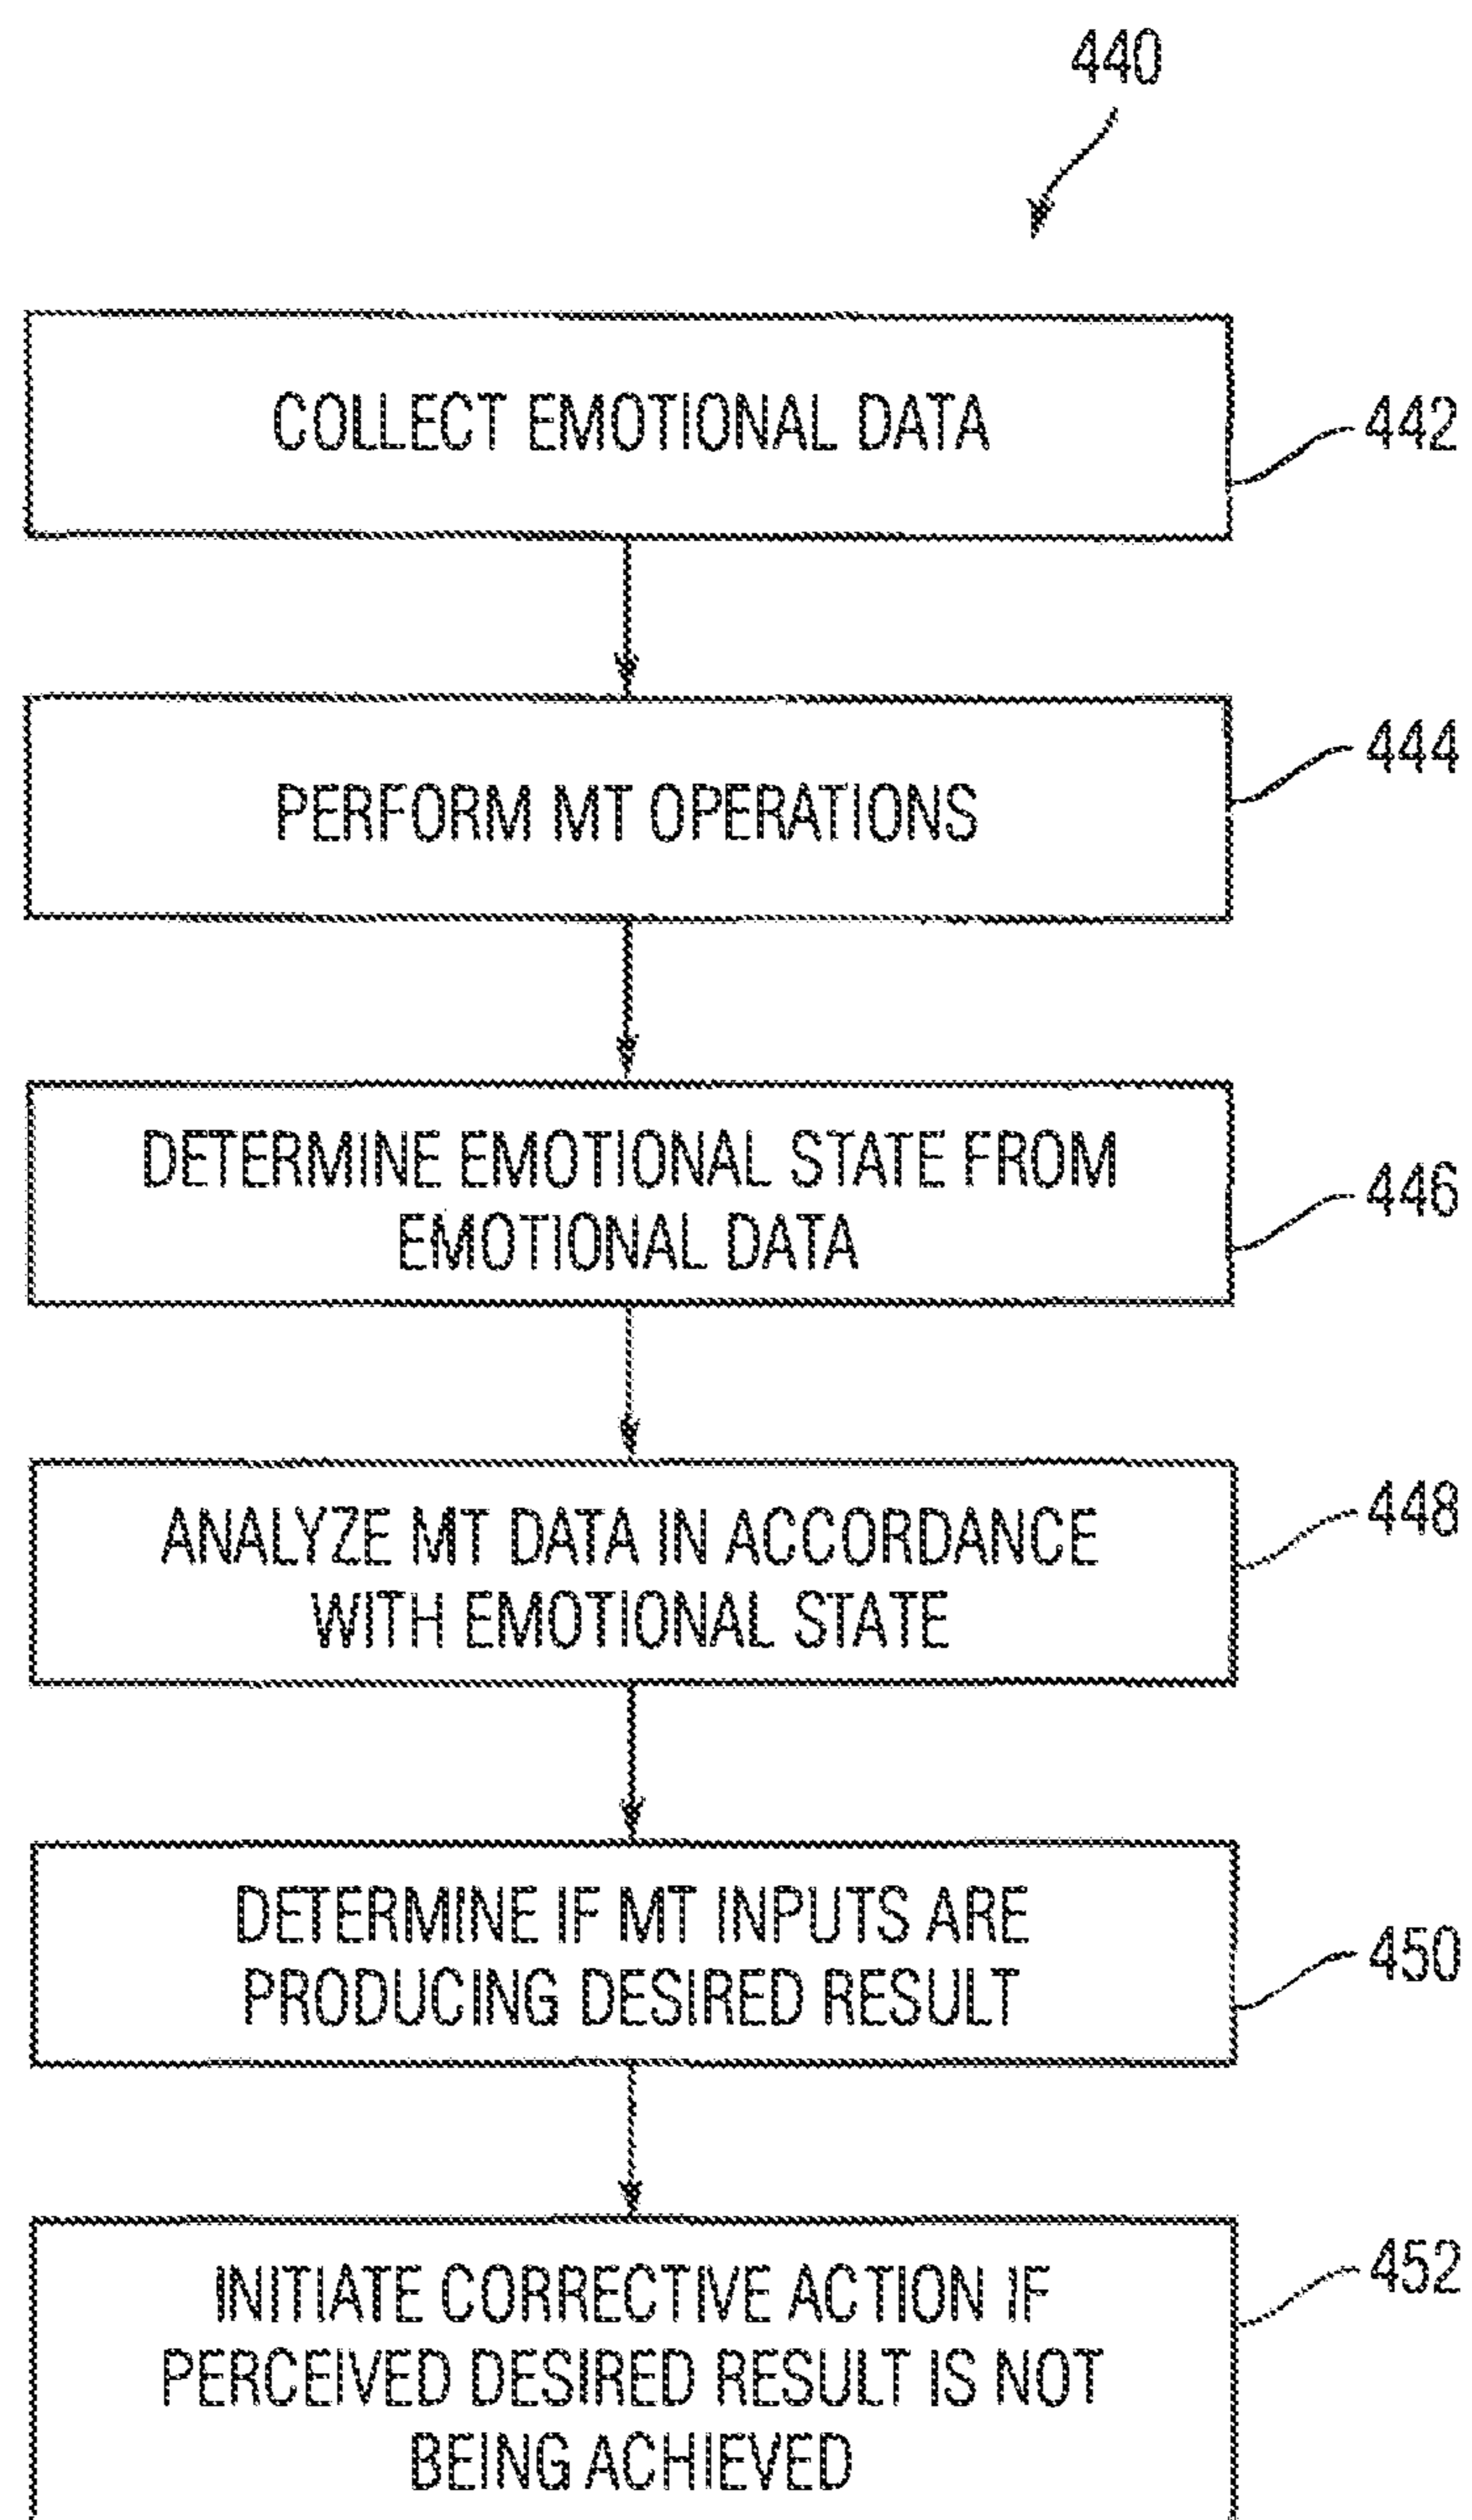 440
COLLECT EMOTIONAL DATA
442
PERFORM MT OPERATIONS
444
DETERMINE EMOTIONAL STATE FROM
EMOTIONAL DATA
446
ANALYZE MT DATA IN ACCORDANCE
WITH EMOTIONAL STATE
448
DETERMINE IF MT INPUTS ARE
PRODUCING DESIRED RESULT
450
INITIATE CORRECTIVE ACTION IF
PERCEIVED DESIRED RESULT IS NOT
BEING ACHIEVED
452